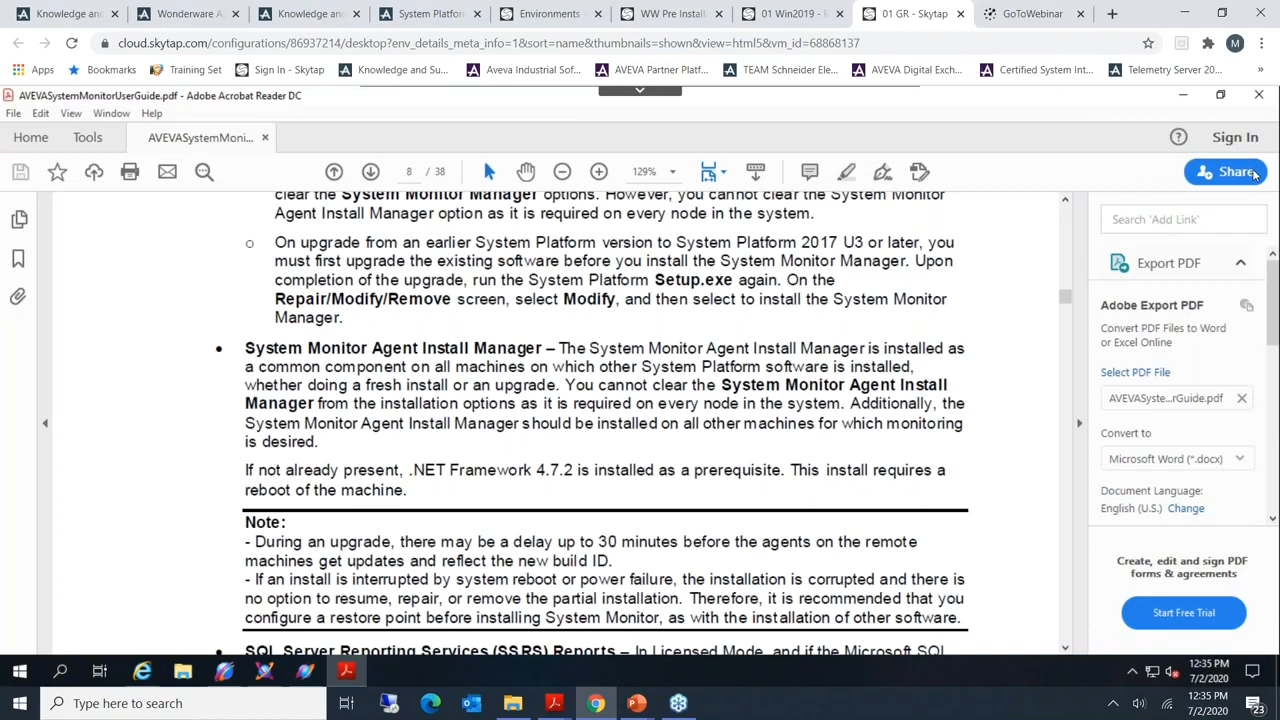 Knowledge and
Wonderware A
Knowledge and
System Platfor
Environments -
WW Pre Install
01 Win2019 - R
01 GR - Skytap
GoToWebinar
cloud.skytap.com/configurations/86937214/desktop?env_details_meta_info=1&sort=name&thumbnails=shown&view=html5&vm_id=68868137
M
Apps
Bookmarks
Training Set
Sign In - Skytap
Knowledge and Su...
Aveva Industrial Sof...
AVEVA Partner Platf...
TEAM Schneider Ele...
AVEVA Digital Exch...
Certified System Int...
Telemetry Server 20...
AVEVASystemMonitorUserGuide.pdf - Adobe Acrobat Reader DC
File Edit View Window Help
Home Tools AVEVASystemMoni... Sign In
8 / 38 129% Share
clear the System Monitor Manager options. However, you cannot clear the System Monitor
Agent Install Manager option as it is required on every node in the system.
On upgrade from an earlier System Platform version to System Platform 2017 U3 or later, you
must first upgrade the existing software before you install the System Monitor Manager. Upon
completion of the upgrade, run the System Platform Setup.exe again. On the
Repair/Modify/Remove screen, select Modify, and then select to install the System Monitor
Manager.
System Monitor Agent Install Manager – The System Monitor Agent Install Manager is installed as
a common component on all machines on which other System Platform software is installed,
whether doing a fresh install or an upgrade. You cannot clear the System Monitor Agent Install
Manager from the installation options as it is required on every node in the system. Additionally, the
System Monitor Agent Install Manager should be installed on all other machines for which monitoring
is desired.
If not already present, .NET Framework 4.7.2 is installed as a prerequisite. This install requires a
reboot of the machine.
Note:
- During an upgrade, there may be a delay up to 30 minutes before the agents on the remote
machines get updates and reflect the new build ID.
- If an install is interrupted by system reboot or power failure, the installation is corrupted and there is
no option to resume, repair, or remove the partial installation. Therefore, it is recommended that you
configure a restore point before installing System Monitor, as with the installation of other software.
SQL Server Reporting Services (SSRS) Reports – In Licensed Mode, and if the Microsoft SQL
Search 'Add Link'
Export PDF
Adobe Export PDF
Convert PDF Files to Word
or Excel Online
Select PDF File
AVEVASyste...rGuide.pdf
Convert to
Microsoft Word (*.docx)
Document Language:
English (U.S.) Change
Create, edit and sign PDF
forms & agreements
Start Free Trial
12:35 PM
7/2/2020
Type here to search
12:35 PM
7/2/2020
23